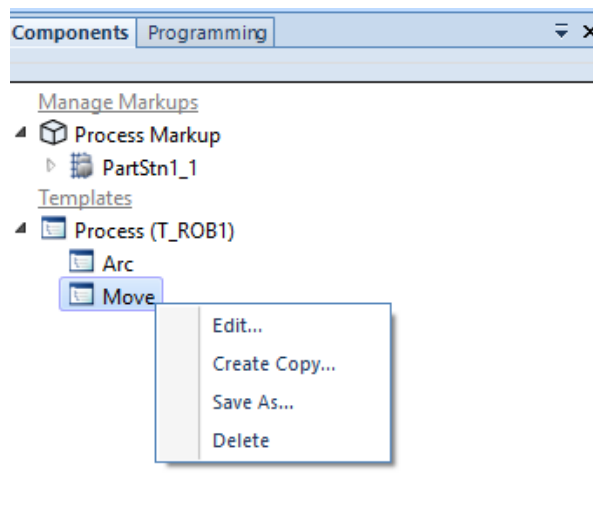 Components Programming
Manage Markups
Process Markup
PartStn1_1
Templates
Process (T_ROB1)
Arc
Move
Edit...
Create Copy...
Save As...
Delete